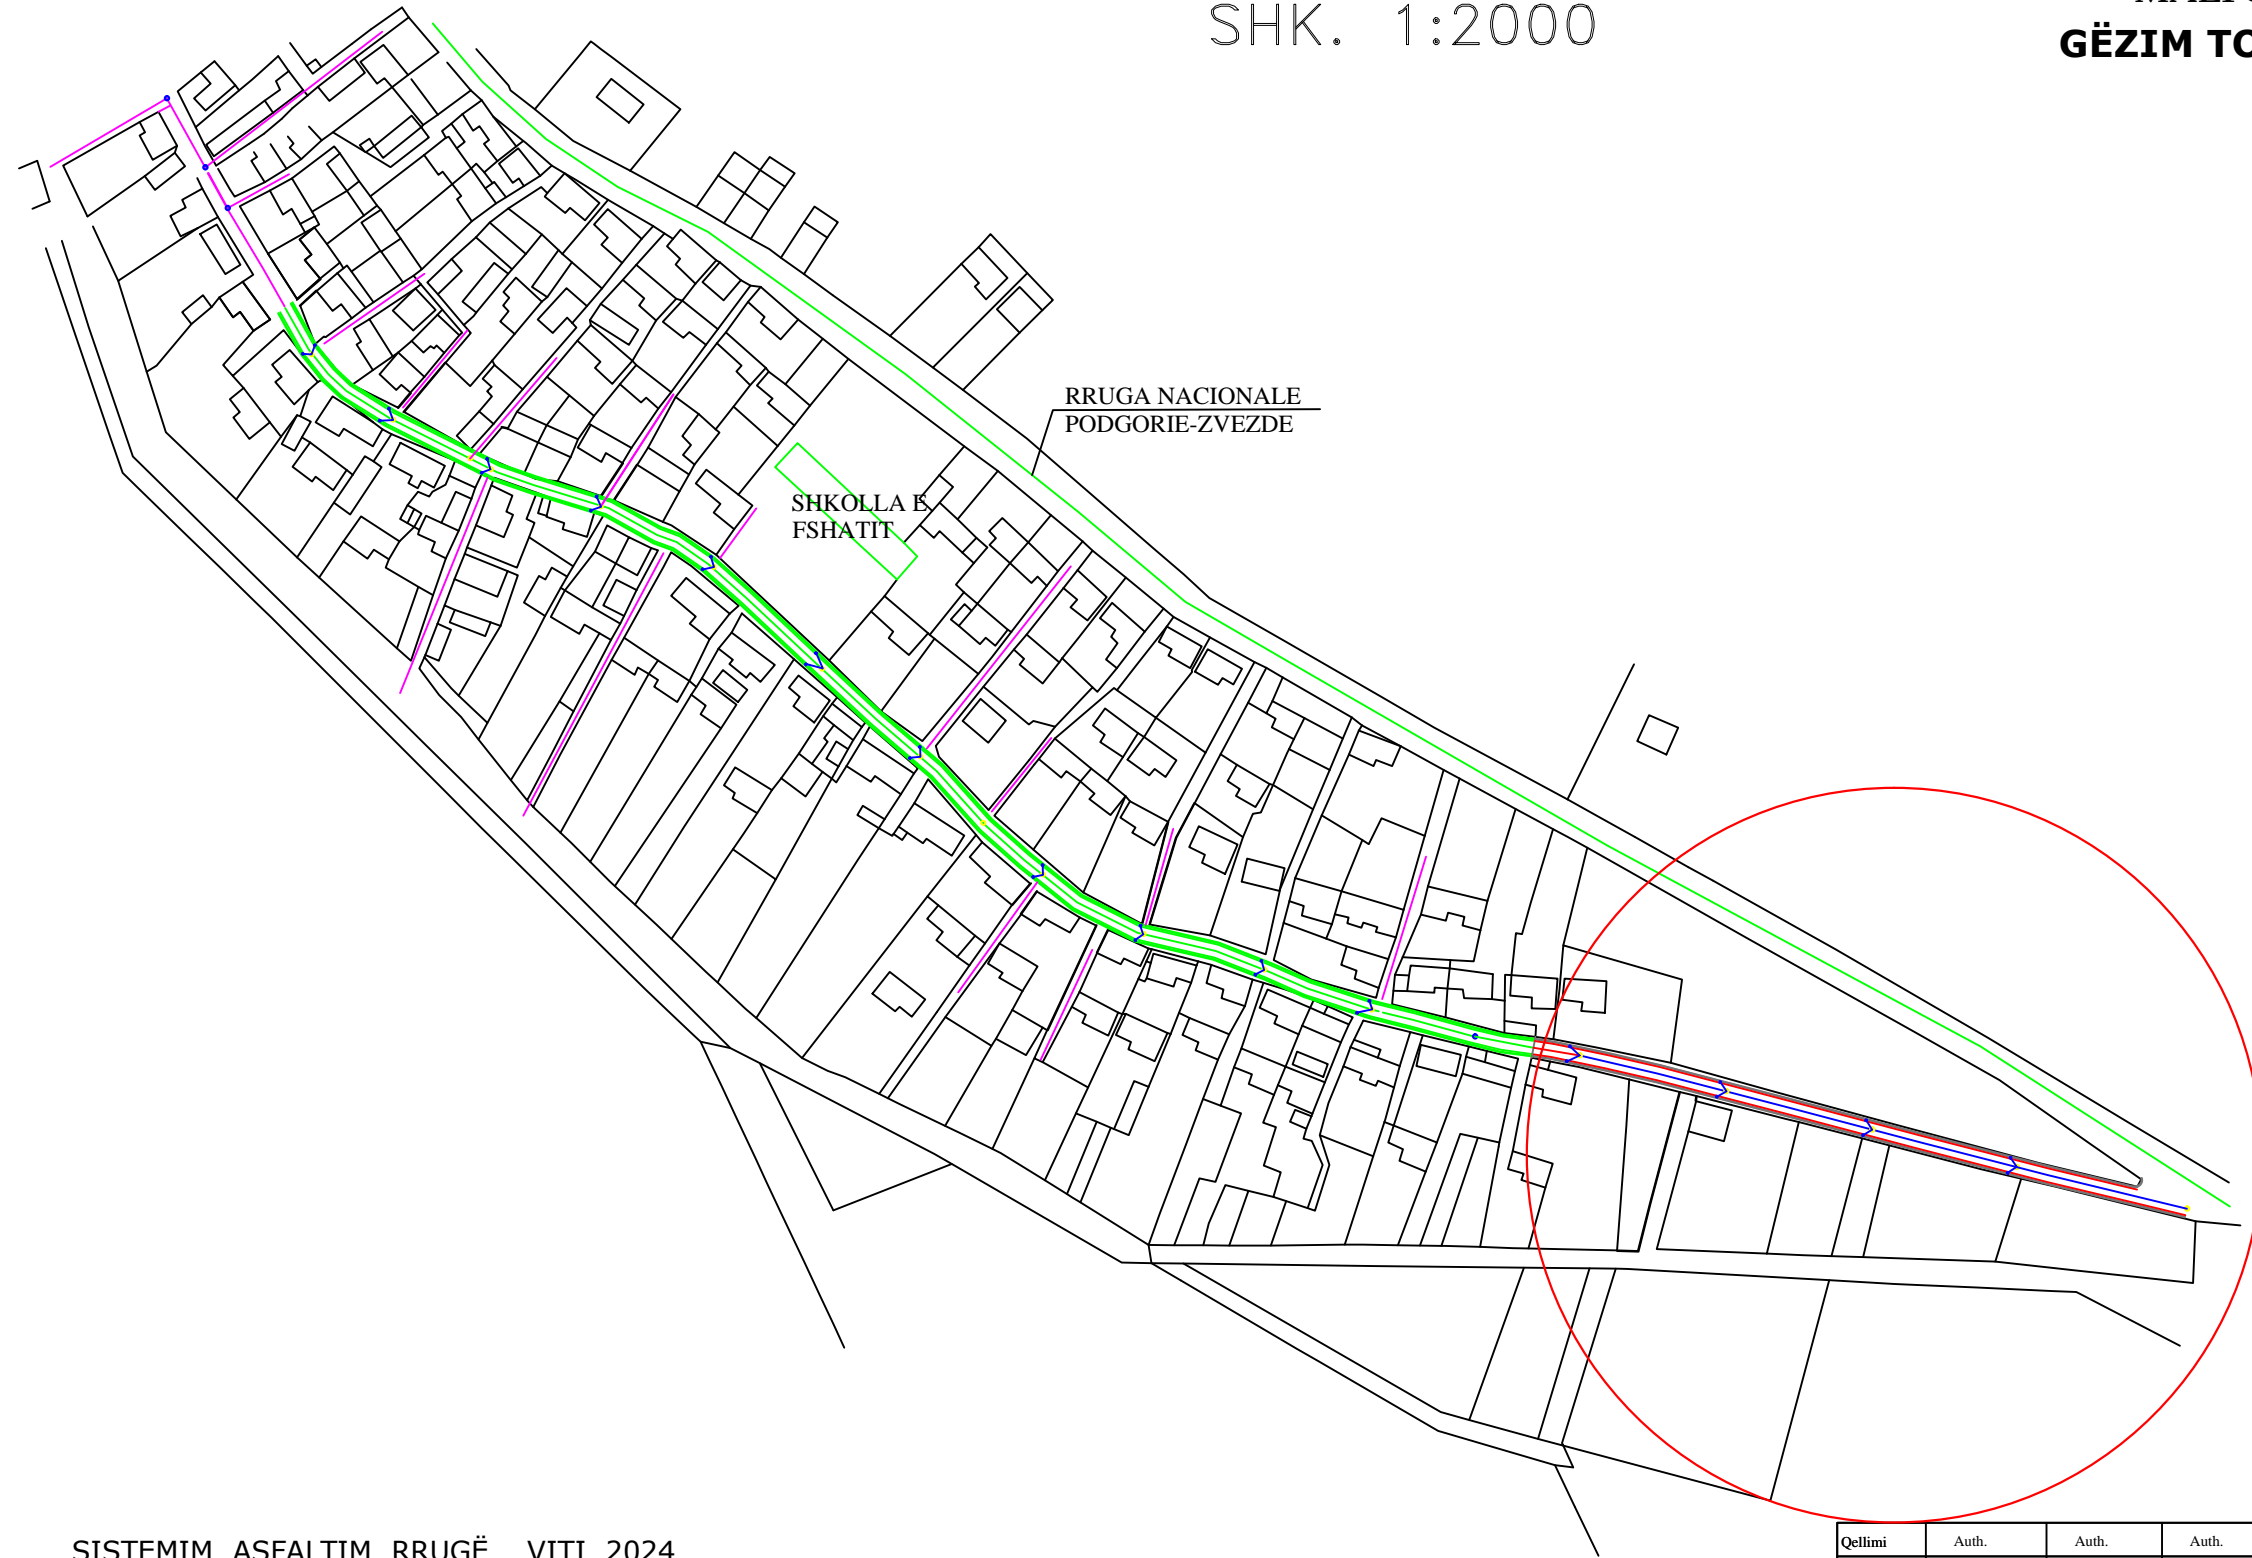 SHK. 1:2000
GËZIM TO
RRUGA NACIONALE
PODGORIE-ZVEZDE
SHKOLLA E
FSHATIT
SISTEMIM ASFALTIM RRUGË VITI 2024
Qellimi Auth. Auth. Auth.